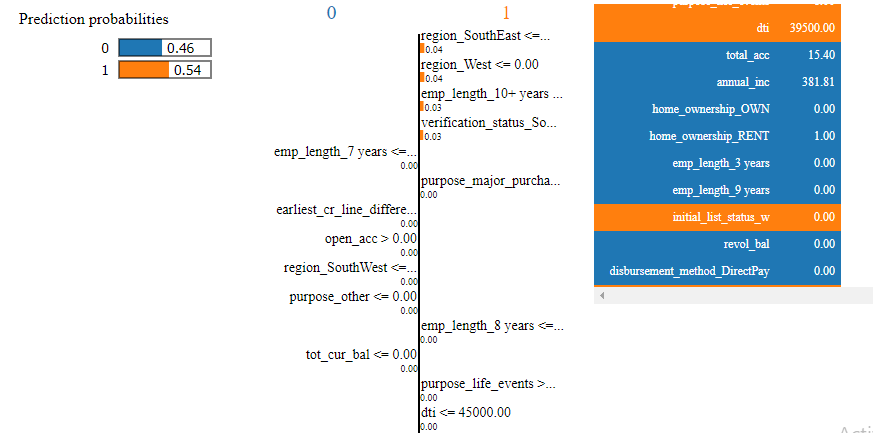 Prediction probabilities
0 0.46
1 0.54
0 1
region_SouthEast <=...
0.04
region_West <= 0.00
0.04
emp_length_10+ years ...
0.03
verification_status_So...
0.03
emp_length_7 years <=...
0.00
purpose_major_purcha...
0.00
earliest_cr_line_differe...
0.00
open_acc > 0.00
0.00
region_SouthWest <=...
0.00
purpose_other <= 0.00
0.00
emp_length_8 years <=...
0.00
tot_cur_bal <= 0.00
0.00
purpose_life_events >...
0.00
dti <= 45000.00
0.00
dti 39500.00
total_acc 15.40
annual_inc 381.81
home_ownership_OWN 0.00
home_ownership_RENT 1.00
emp_length_3 years 0.00
emp_length_9 years 0.00
initial_list_status_w 0.00
revol_bal 0.00
disbursement_method_DirectPay 0.00